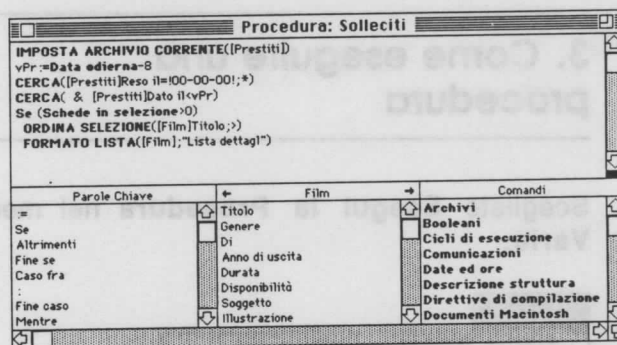 Procedura: Solleciti
IMPOSTA ARCHIVIO CORRENTE([Prestiti])
vPr:=Data odierna-8
CERCA([Prestiti]Reso il=!00-00-00!;*)
CERCA( & [Prestiti]Dato il<vPr)
Se (Schede in selezione>0)
ORDINA SELEZIONE([Film]Titolo;>)
FORMATO LISTA([Film];"Lista dettagl")
Parole Chiave
:=
Se
Altrimenti
Fine se
Caso fra
:
Fine caso
Mentre
← Film →
Titolo
Genere
Di
Anno di uscita
Durata
Disponibilità
Soggetto
Illustrazione
Comandi
Archivi
Booleani
Cicli di esecuzione
Comunicazioni
Date ed ore
Descrizione struttura
Direttive di compilazione
Documenti Macintosh
3. Come eseguire una
procedura